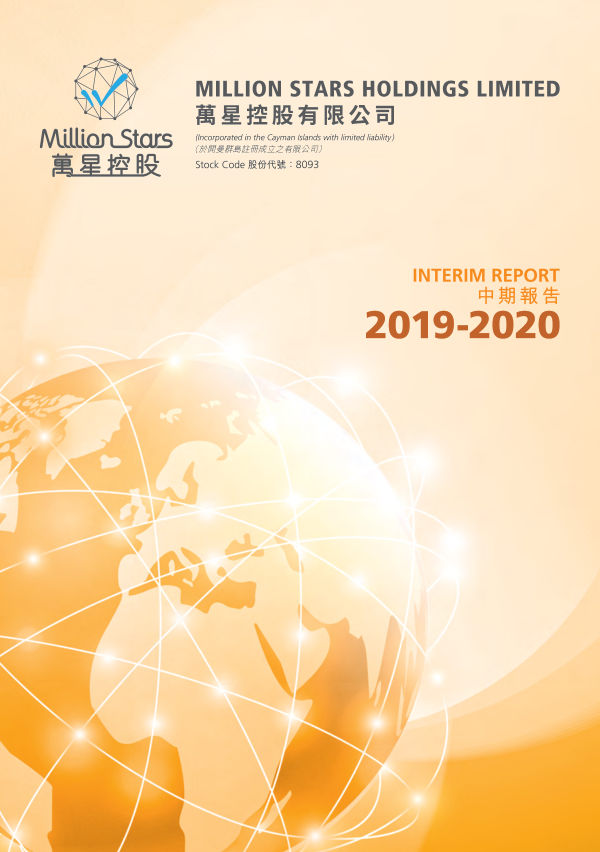 Million Stars
萬星控股
MILLION STARS HOLDINGS LIMITED
萬星控股有限公司
(Incorporated in the Cayman Islands with limited liability)
(於開曼群島註冊成立之有限公司)
Stock Code 股份代號：8093
INTERIM REPORT
中期報告
2019-2020